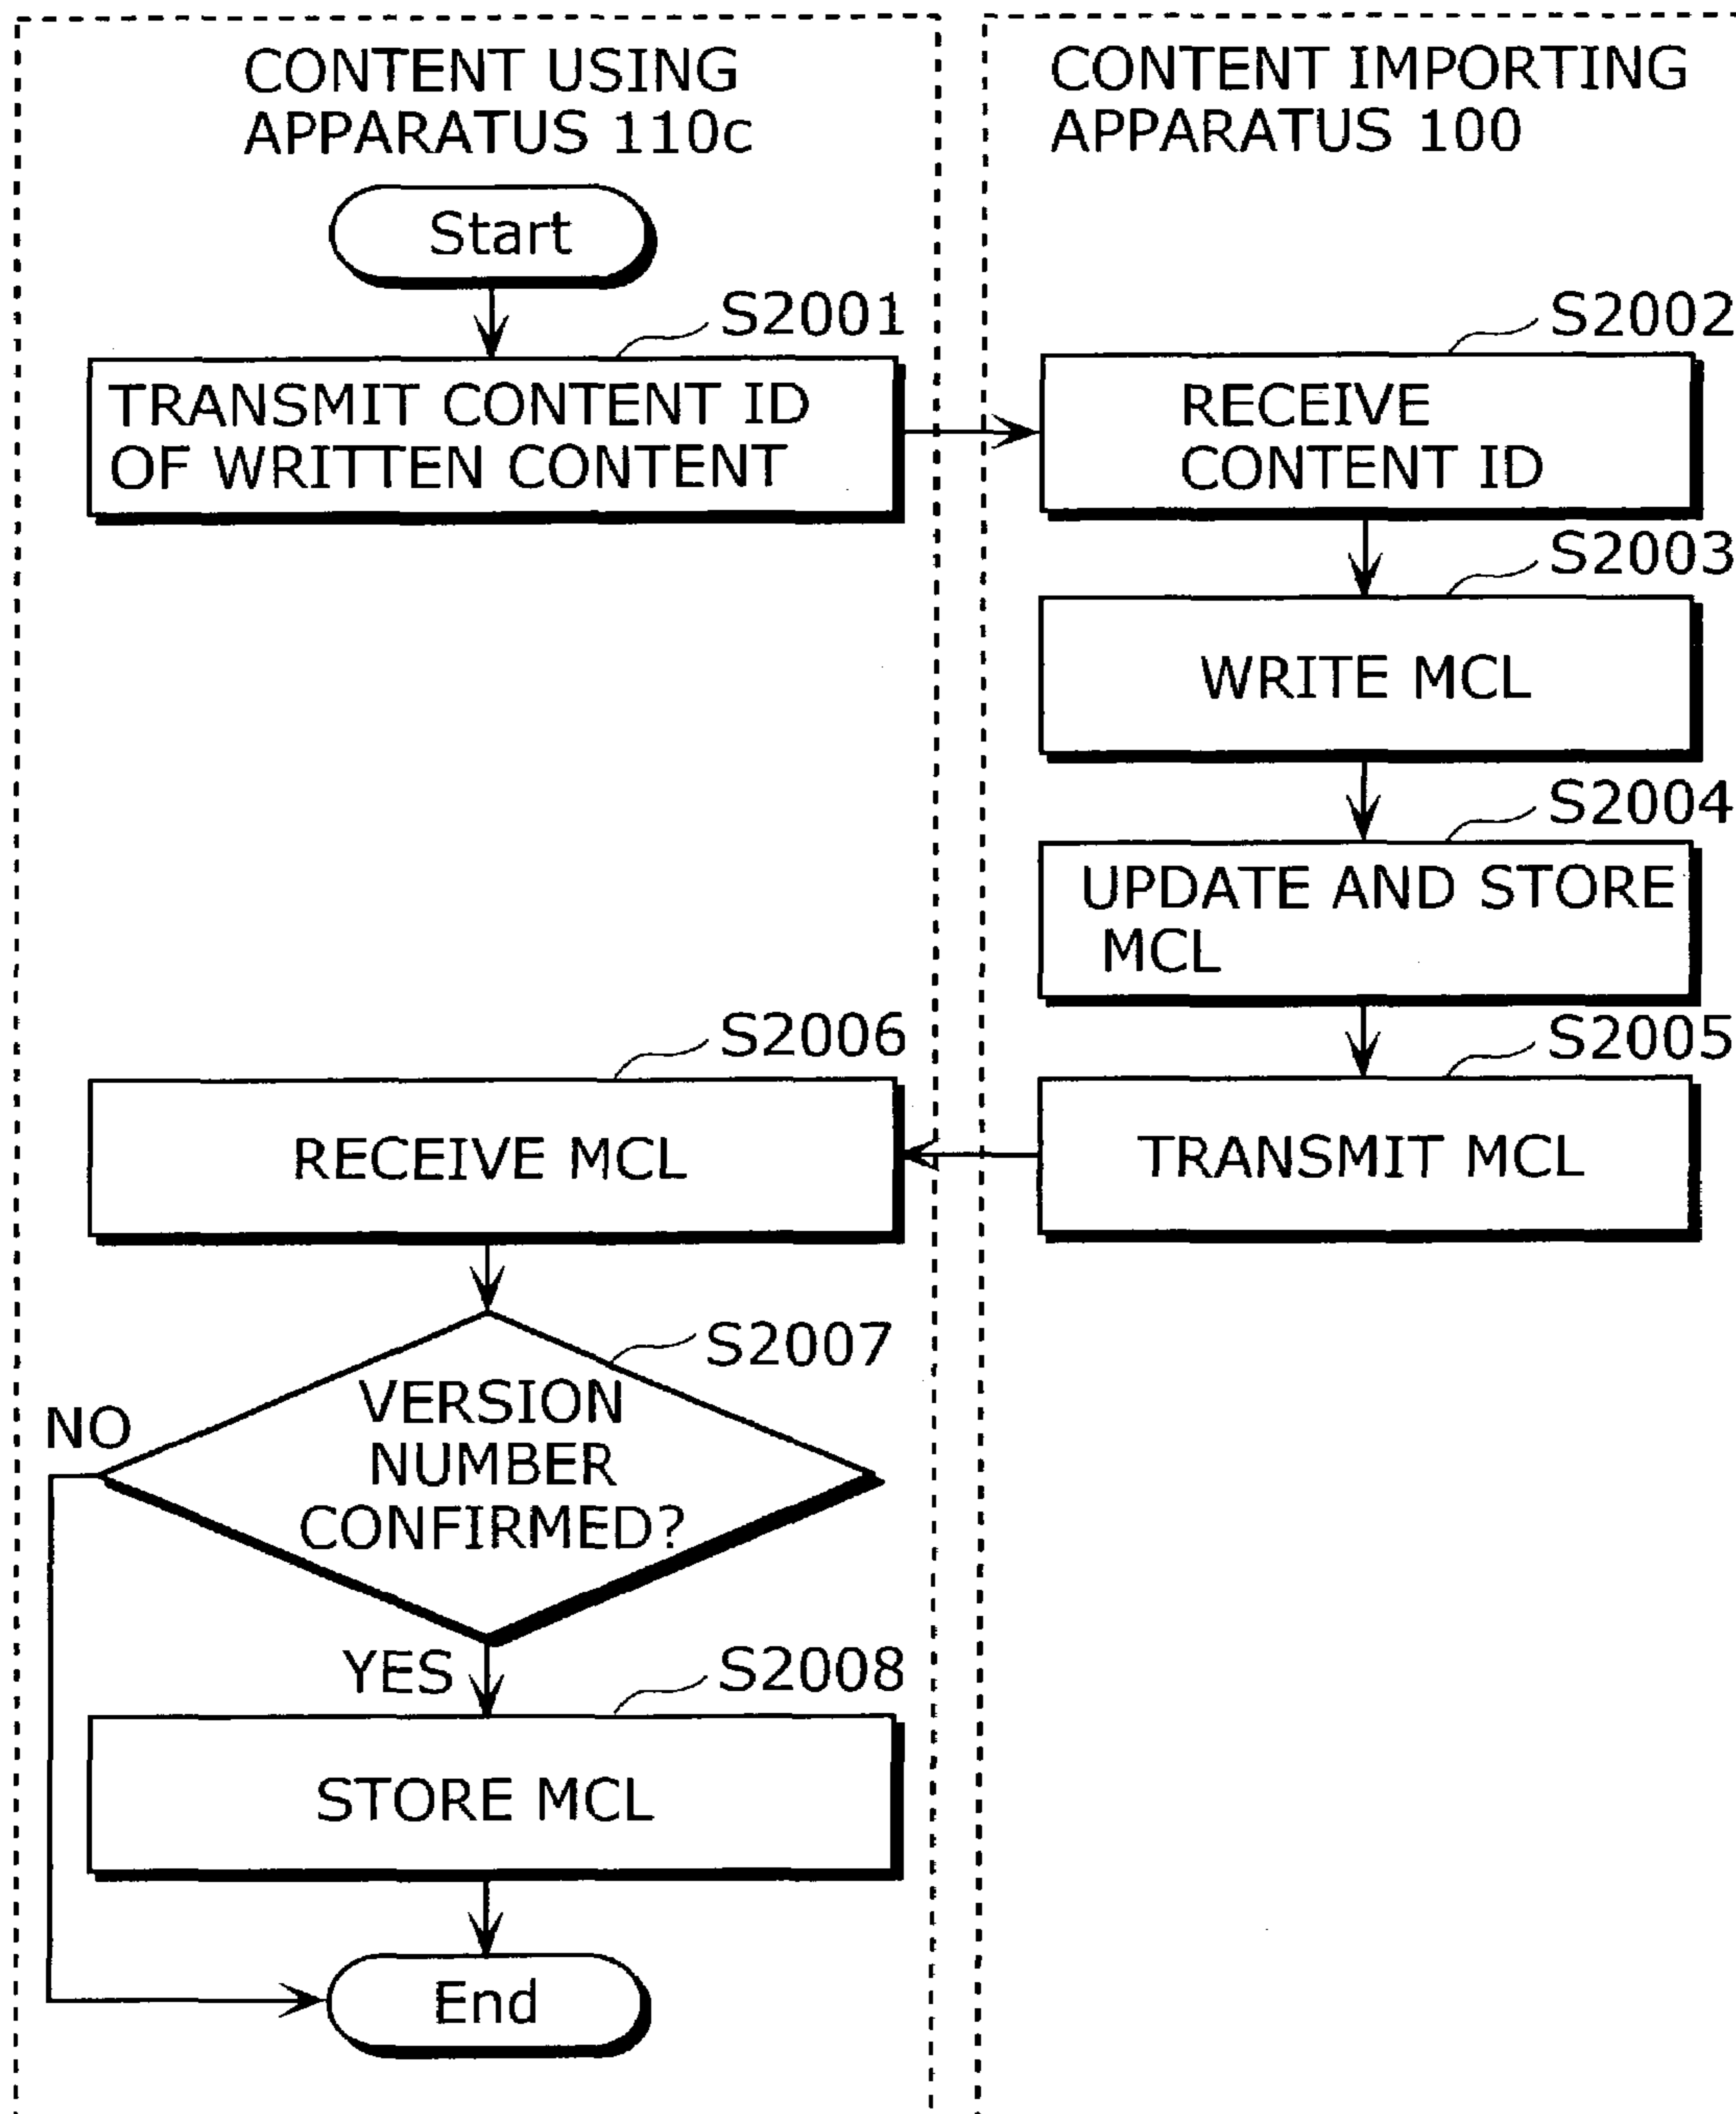 CONTENT USING
APPARATUS 110c
CONTENT IMPORTING
APPARATUS 100
Start
S2001
TRANSMIT CONTENT ID
OF WRITTEN CONTENT
S2002
RECEIVE
CONTENT ID
S2003
WRITE MCL
S2004
UPDATE AND STORE
MCL
S2005
TRANSMIT MCL
S2006
RECEIVE MCL
S2007
VERSION
NUMBER
CONFIRMED?
NO
YES
S2008
STORE MCL
End